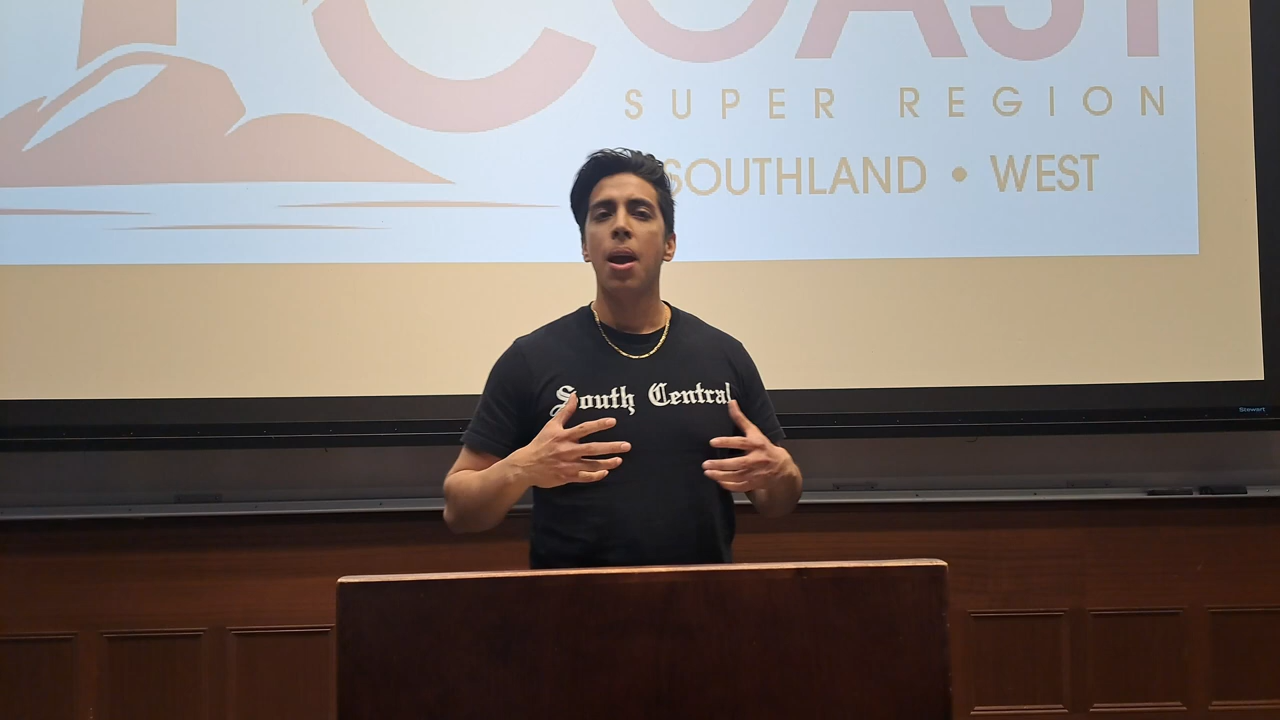 COAST
SUPER REGION
SOUTHLAND • WEST
South Central
Stewart